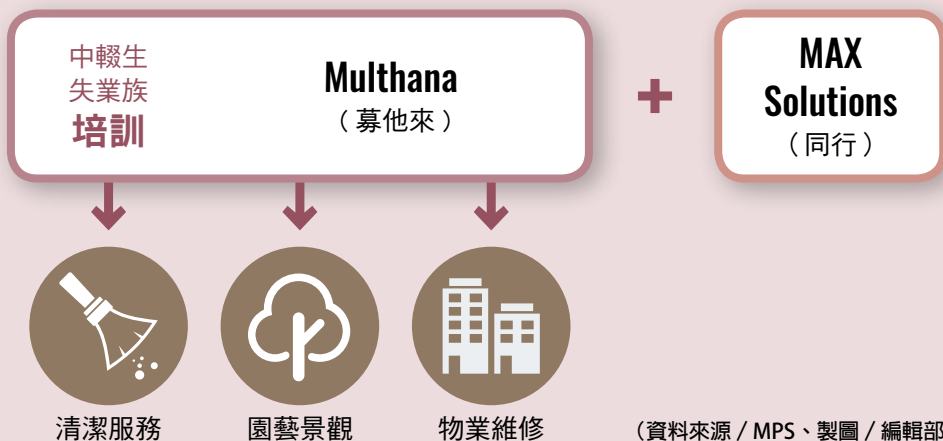 中輟生
失業族
培訓
Multhana
（募他來）
+
MAX
Solutions
（同行）
清潔服務
園藝景觀
物業維修
（資料來源 / MPS、製圖 / 編輯部